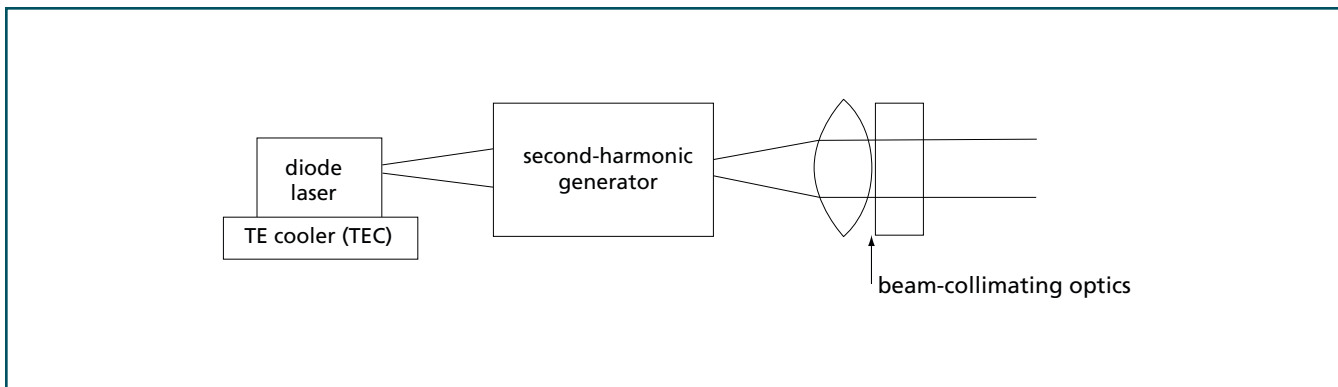 diode
laser
TE cooler (TEC)
second-harmonic
generator
beam-collimating optics